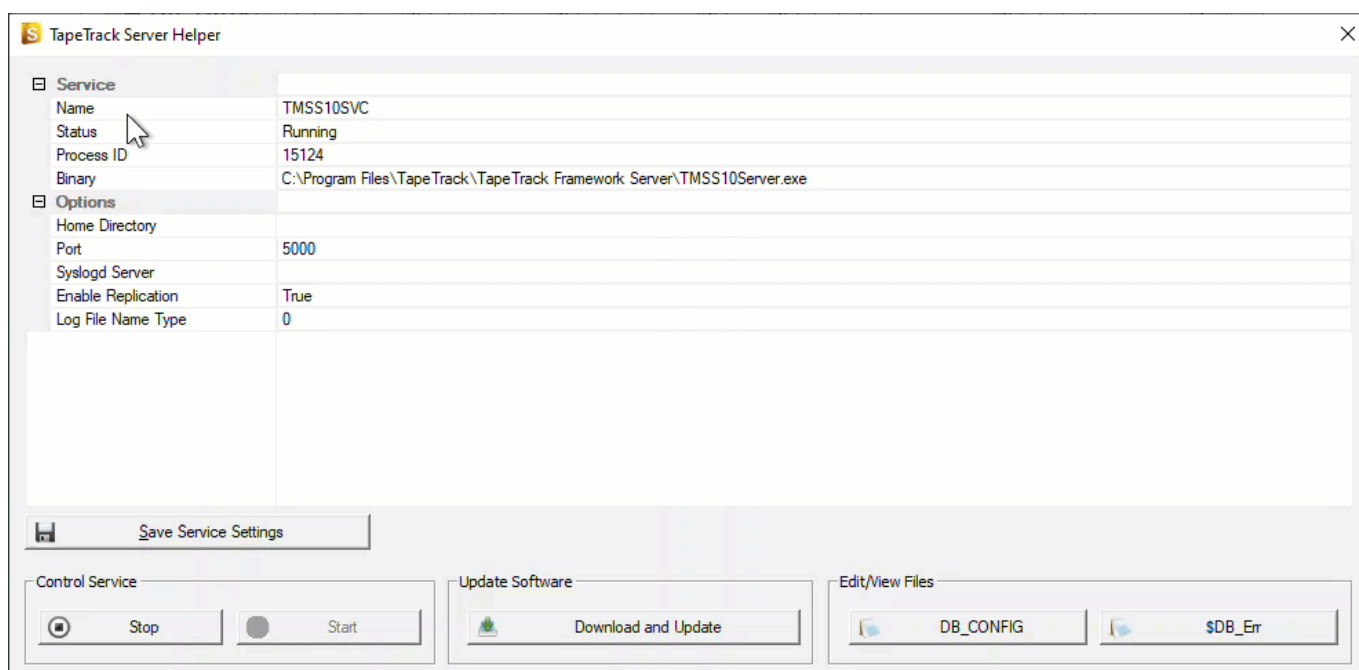 TapeTrack Server Helper
Service
Name TMSS10SVC
Status Running
Process ID 15124
Binary C:\Program Files\TapeTrack\TapeTrack Framework Server\TMSS10Server.exe
Options
Home Directory
Port 5000
Syslogd Server
Enable Replication True
Log File Name Type 0
Save Service Settings
Control Service Update Software Edit/View Files
Stop Start Download and Update DB_CONFIG $DB_Err